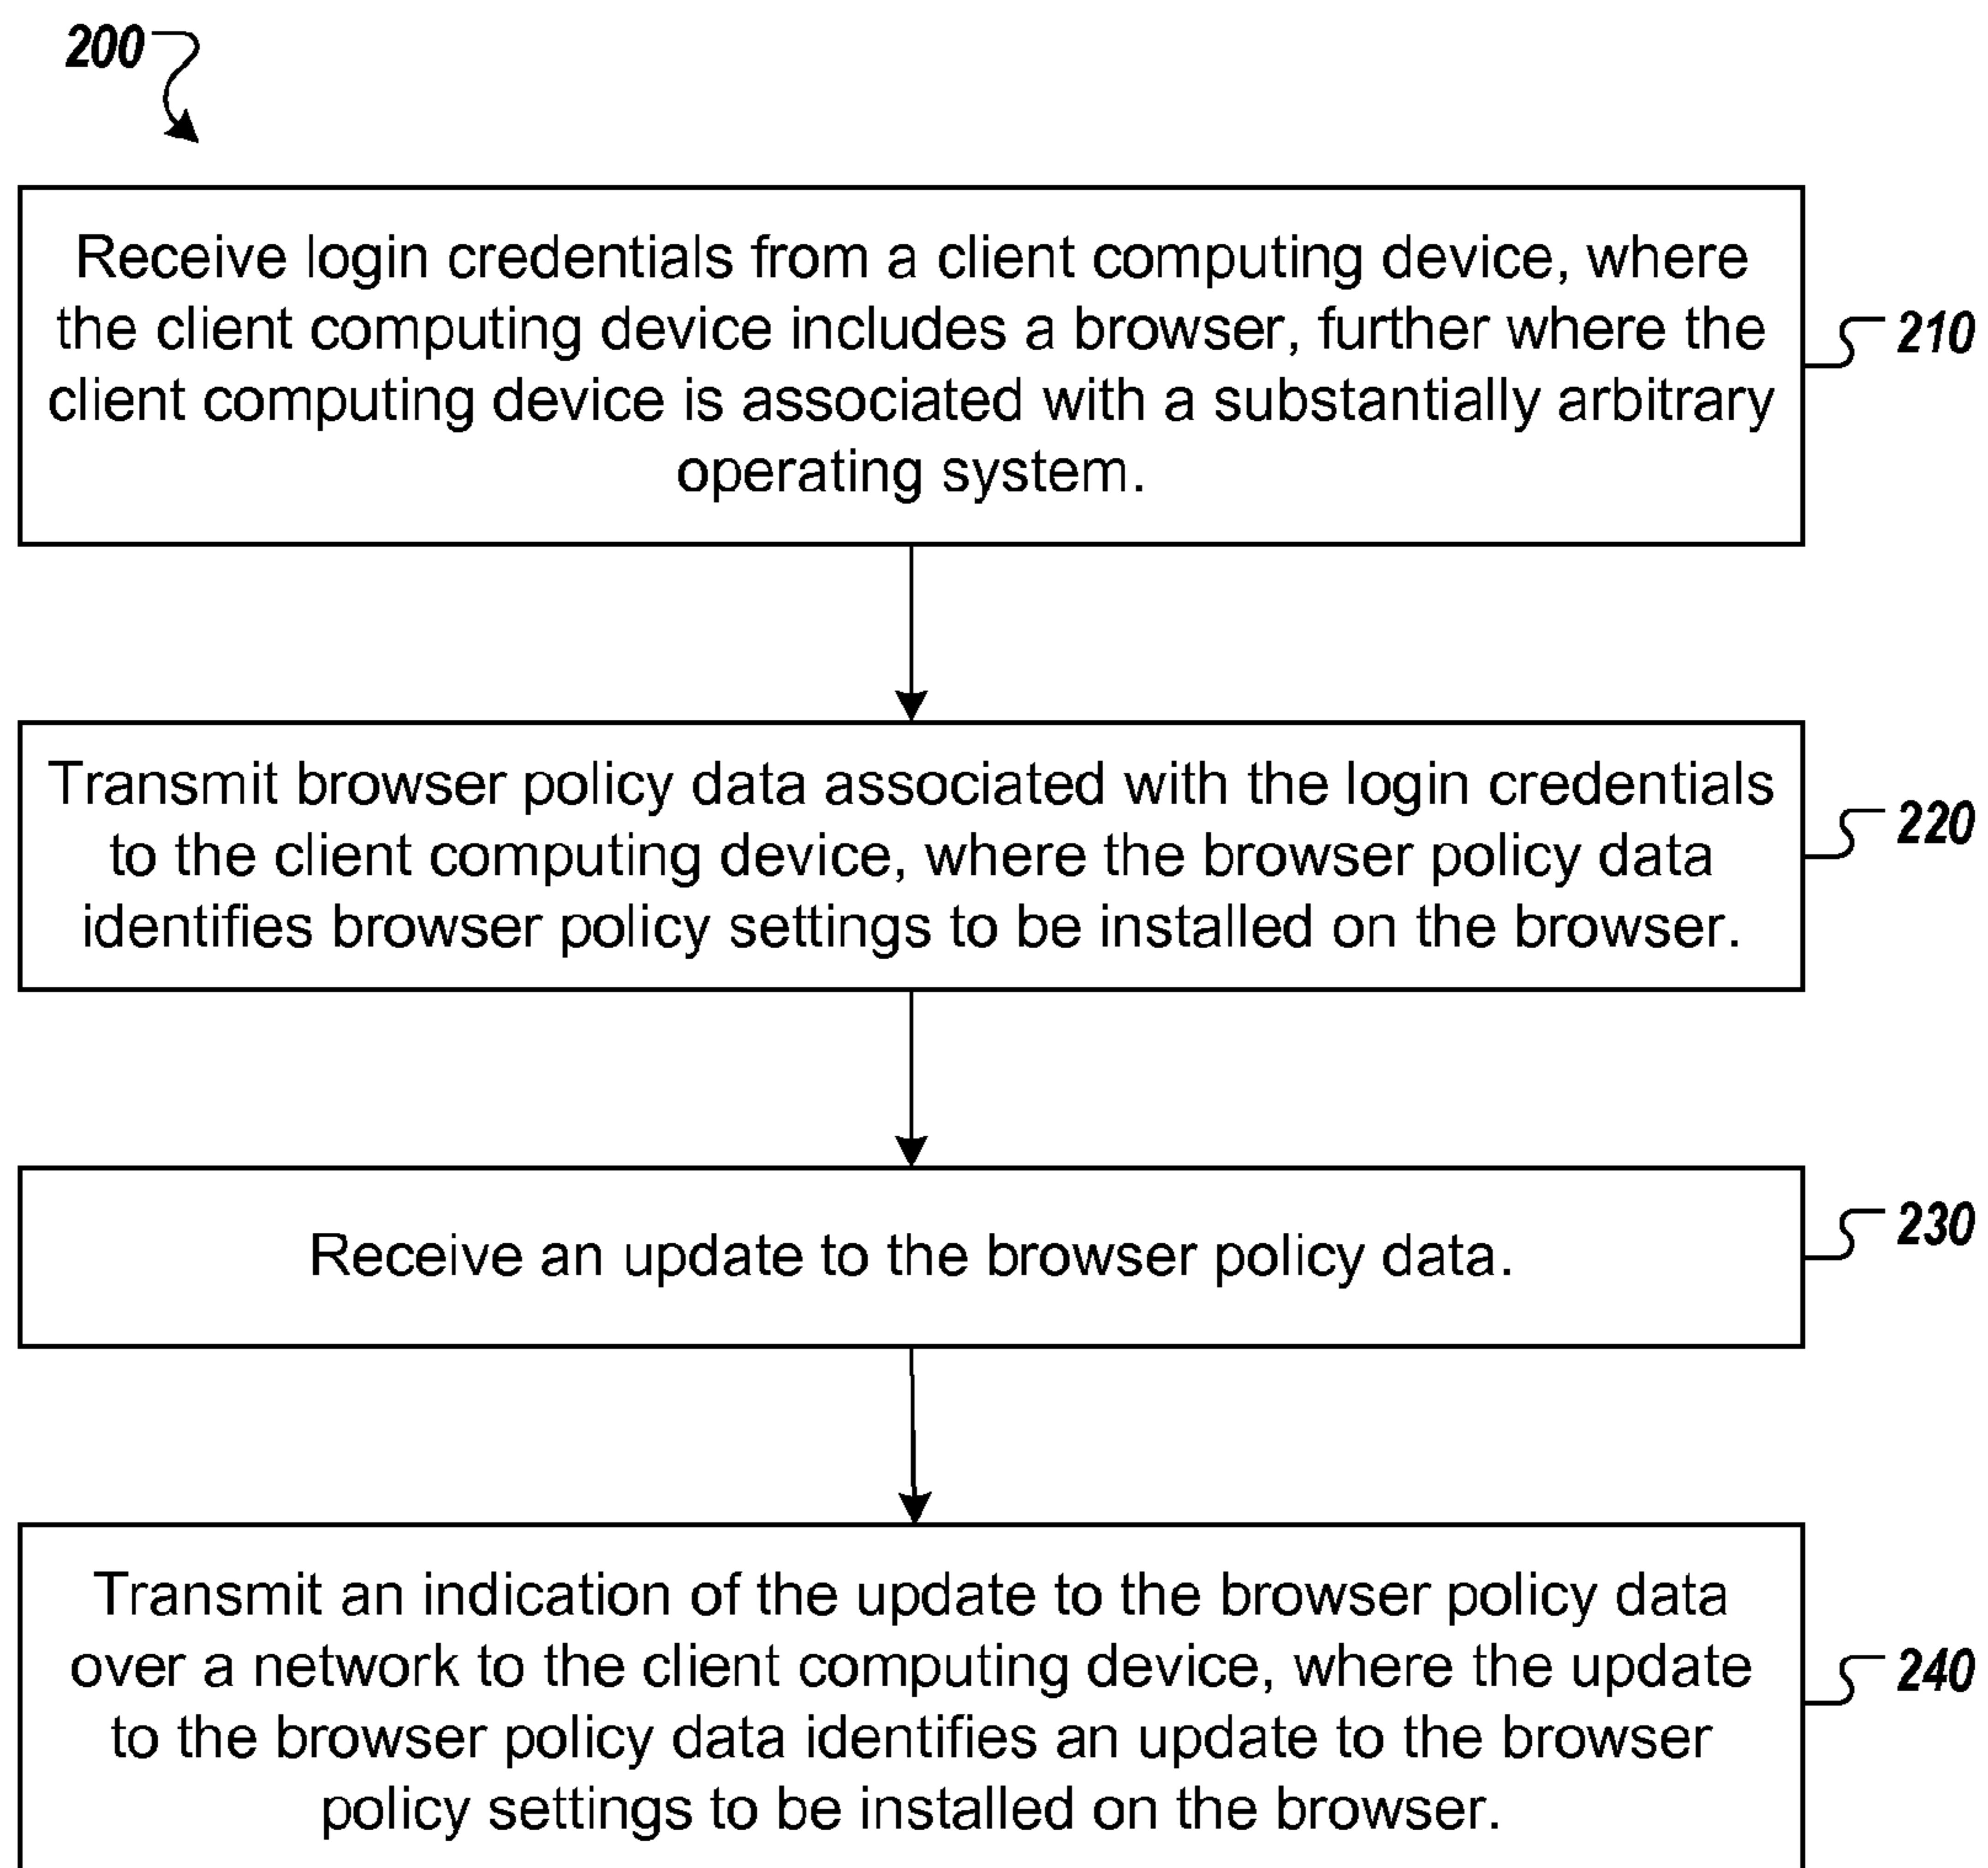 200
Receive login credentials from a client computing device, where
the client computing device includes a browser, further where the
client computing device is associated with a substantially arbitrary
operating system.
210
Transmit browser policy data associated with the login credentials
to the client computing device, where the browser policy data
identifies browser policy settings to be installed on the browser.
220
Receive an update to the browser policy data.
230
Transmit an indication of the update to the browser policy data
over a network to the client computing device, where the update
to the browser policy data identifies an update to the browser
policy settings to be installed on the browser.
240